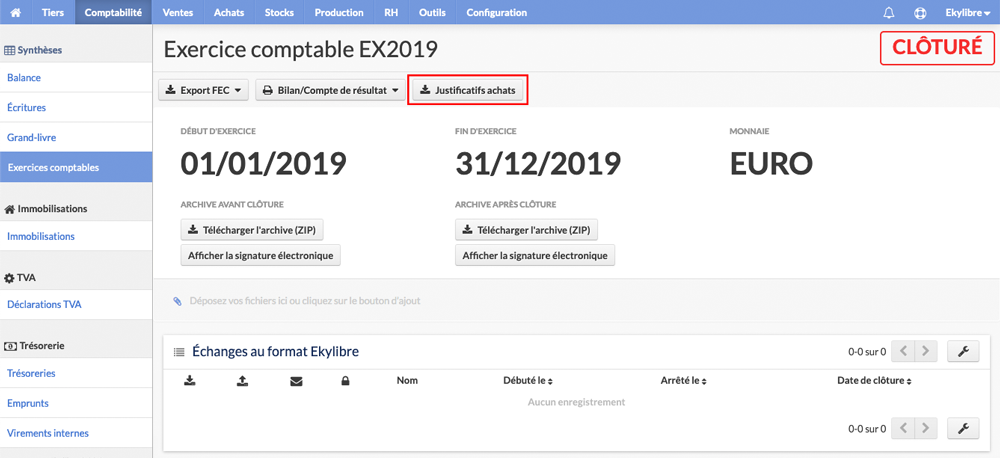 Tiers Comptabilité Ventes Achats Stocks Production RH Outils Configuration Ekylibre
Synthèses
Balance
Écritures
Grand-livre
Exercices comptables
Immobilisations
Immobilisations
TVA
Déclarations TVA
Trésorerie
Trésoreries
Emprunts
Virements internes
Exercice comptable EX2019
CLÔTURÉ
Export FEC Bilan/Compte de résultat Justificatifs achats
DÉBUT D'EXERCICE FIN D'EXERCICE MONNAIE
01/01/2019 31/12/2019 EURO
ARCHIVE AVANT CLÔTURE ARCHIVE APRÈS CLÔTURE
Télécharger l'archive (ZIP) Télécharger l'archive (ZIP)
Afficher la signature électronique Afficher la signature électronique
Déposez vos fichiers ici ou cliquez sur le bouton d'ajout
Échanges au format Ekylibre 0-0 sur 0
Nom Débuté le Arrêté le Date de clôture
Aucun enregistrement
0-0 sur 0